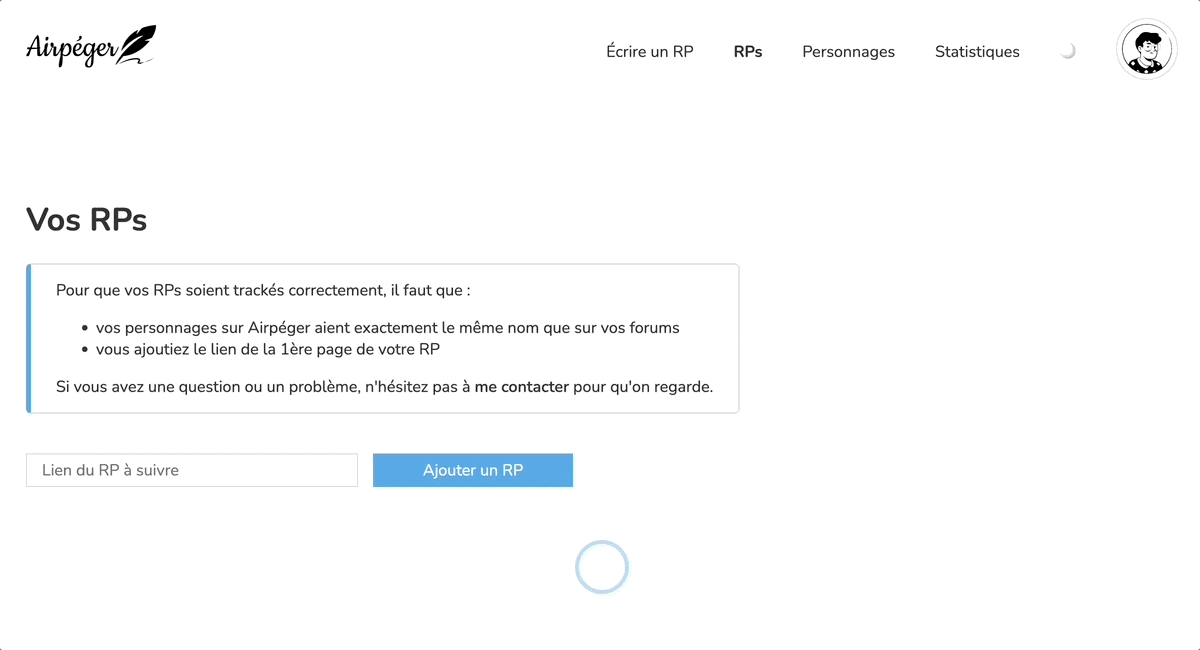 Airpéger
Écrire un RP
RPs
Personnages
Statistiques
Vos RPs
Pour que vos RPs soient trackés correctement, il faut que :
vos personnages sur Airpéger aient exactement le même nom que sur vos forums
vous ajoutiez le lien de la 1ère page de votre RP
Si vous avez une question ou un problème, n'hésitez pas à me contacter pour qu'on regarde.
Lien du RP à suivre
Ajouter un RP